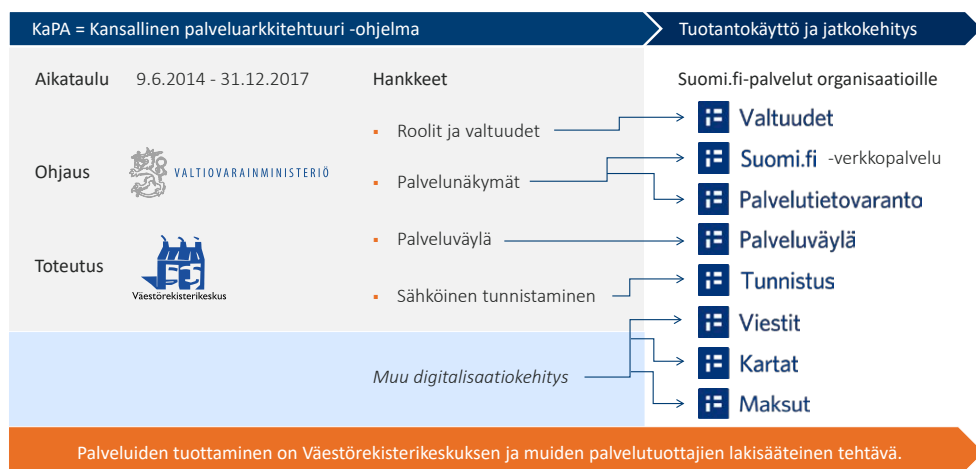 KaPA = Kansallinen palveluarkkitehtuuri -ohjelma
Tuotantokäyttö ja jatkokehitys
Aikataulu 9.6.2014 - 31.12.2017
Hankkeet
Suomi.fi-palvelut organisaatioille
Roolit ja valtuudet
Valtuudet
Ohjaus
VALTIOVARAINMINISTERIÖ
Palvelunäkymät
Suomi.fi -verkkopalvelu
Palvelutietovaranto
Toteutus
Väestörekisterikeskus
Palveluväylä
Palveluväylä
Sähköinen tunnistaminen
Tunnistus
Muu digitalisaatiokehitys
Viestit
Kartat
Maksut
Palveluiden tuottaminen on Väestörekisterikeskuksen ja muiden palvelutuottajien lakisääteinen tehtävä.